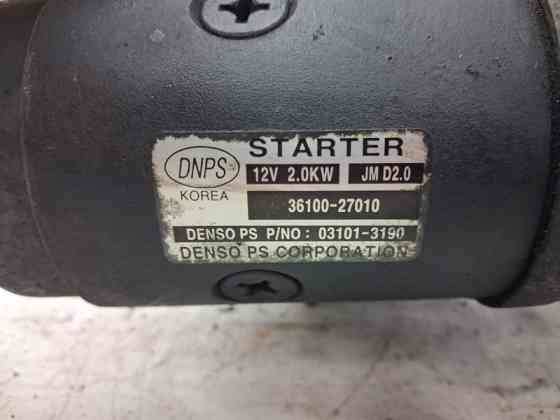 STARTER
DNPS
KOREA
12V 2.0KW JM D2.0
36100-27010
DENSO PS P/NO: 03101-3190
DENSO PS CORPORATION